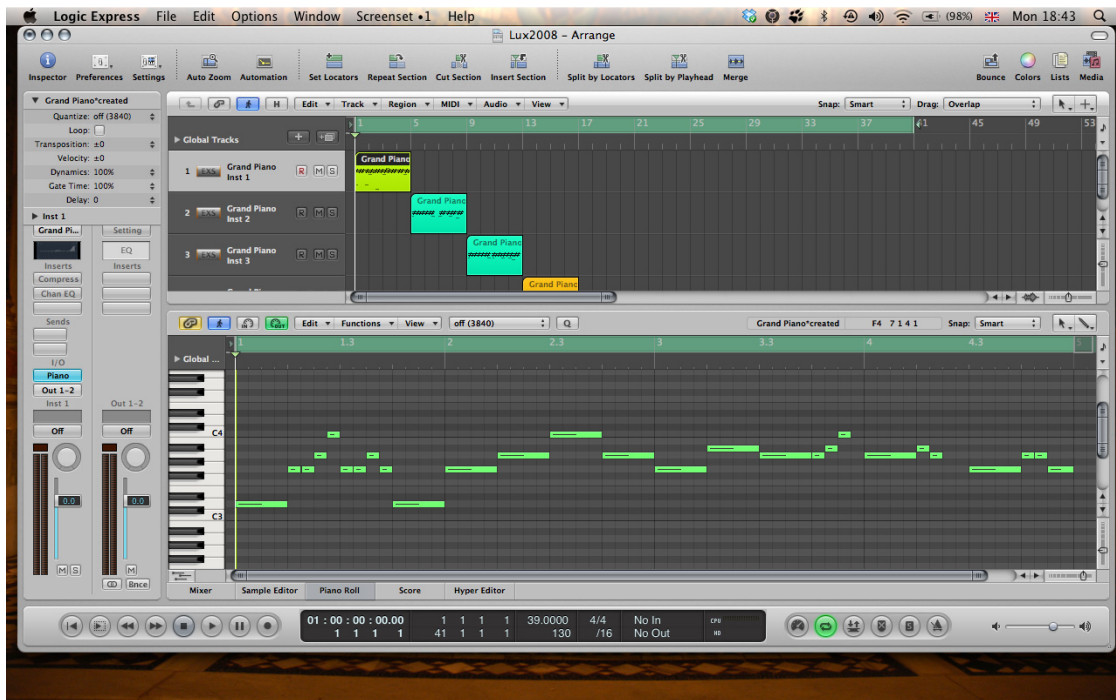 Logic Express File Edit Options Window Screenset •1 Help (98%) Mon 18:43
Lux2008 – Arrange
Inspector Preferences Settings Auto Zoom Automation Set Locators Repeat Section Cut Section Insert Section Split by Locators Split by Playhead Merge Bounce Colors Lists Media
Grand Piano*created
Quantize: off (3840)
Loop:
Transposition: ±0
Velocity: ±0
Dynamics: 100%
Gate Time: 100%
Delay: 0
Inst 1
Grand Pi... Setting
EQ
Inserts Inserts
Compress
Chan EQ
Sends
I/O
Piano
Out 1-2
Inst 1 Out 1-2
Off Off
0.0 0.0
M S M
Bnce
H Edit Track Region MIDI Audio View Snap: Smart Drag: Overlap
Global Tracks 1 5 9 13 17 21 25 29 33 37 41 45 49 53
1 EXS Grand Piano R M S Grand Piano
Inst 1
2 EXS Grand Piano R M S Grand Piano
Inst 2
3 EXS Grand Piano R M S Grand Piano
Inst 3
Grand Piano
IN OUT Edit Functions View off (3840) Q Grand Piano*created F4 7 1 4 1 Snap: Smart
Global ... 1 1.3 2 2.3 3 3.3 4 4.3 5
C4
C3
Mixer Sample Editor Piano Roll Score Hyper Editor
01 : 00 : 00 : 00.00 1 1 1 1 39.0000 4/4 No In CPU
1 1 1 1 41 1 1 1 130 /16 No Out HD